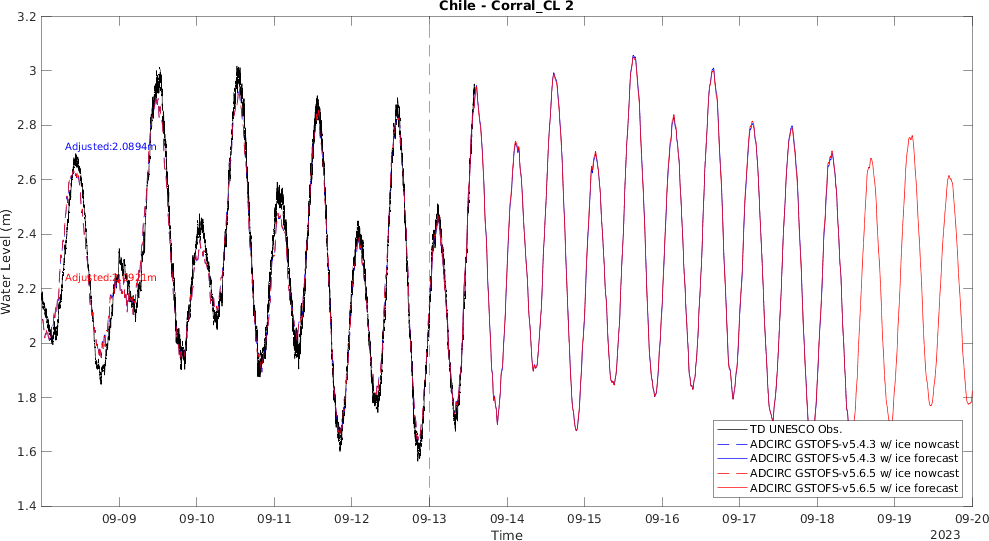 Chile - Corral_CL 2
3.2
3
2.8
2.6
2.4
2.2
2
1.8
1.6
1.4
Water Level (m)
Adjusted:2.0894m
TD UNESCO Obs.
ADCIRC GSTOFS-v5.4.3 w/ ice nowcast
ADCIRC GSTOFS-v5.4.3 w/ ice forecast
ADCIRC GSTOFS-v5.6.5 w/ ice nowcast
ADCIRC GSTOFS-v5.6.5 w/ ice forecast
09-09 09-10 09-11 09-12 09-13 09-14 09-15 09-16 09-17 09-18 09-19 09-20
Time
2023